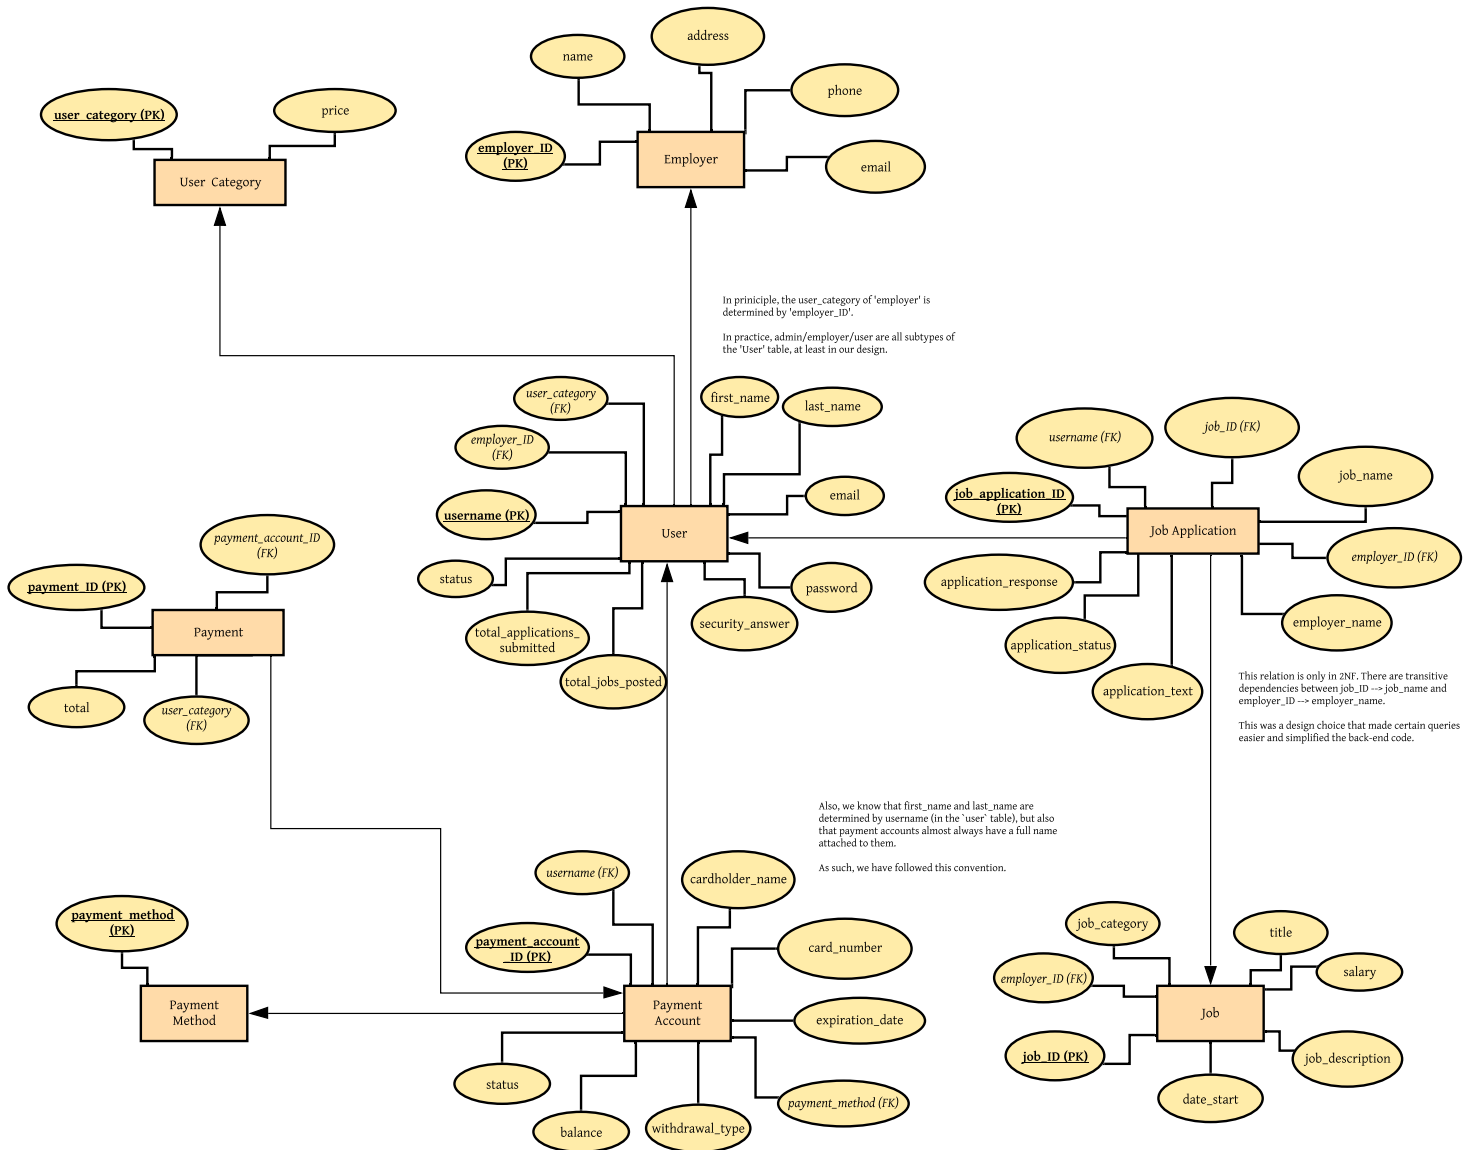 address
name
phone
user_category (PK)
price
employer_ID
(PK)
Employer
email
User Category
In priniciple, the user_category of 'employer' is
determined by 'employer_ID'.
In practice, admin/employer/user are all subtypes of
the 'User' table, at least in our design.
user_category
(FK)
first_name
last_name
employer_ID
(FK)
username (PK)
email
User
status
password
total_applications_
submitted
security_answer
total_jobs_posted
username (FK)
job_ID (FK)
job_name
job_application_ID
(PK)
Job Application
employer_ID (FK)
application_response
employer_name
application_status
application_text
This relation is only in 2NF. There are transitive
dependencies between job_ID --> job_name and
employer_ID --> employer_name.
This was a design choice that made certain queries
easier and simplified the back-end code.
payment_account_ID
(FK)
payment_ID (PK)
Payment
total
user_category
(FK)
Also, we know that first_name and last_name are
determined by username (in the `user` table), but also
that payment accounts almost always have a full name
attached to them.
As such, we have followed this convention.
payment_method
(PK)
Payment
Method
username (FK)
cardholder_name
payment_account
_ID (PK)
card_number
Payment
Account
expiration_date
status
payment_method (FK)
balance
withdrawal_type
job_category
title
employer_ID (FK)
salary
Job
job_ID (PK)
job_description
date_start